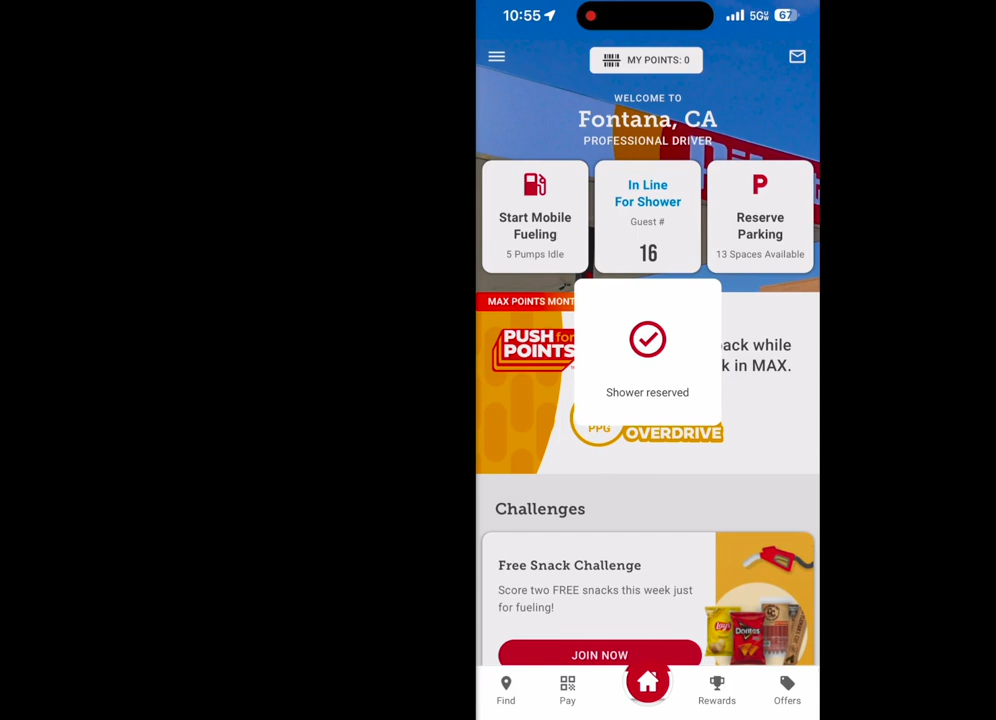 10:55
5G
67
MY POINTS: 0
WELCOME TO
Fontana, CA
PROFESSIONAL DRIVER
Start Mobile
Fueling
5 Pumps Idle
In Line
For Shower
Guest #
16
P
Reserve
Parking
13 Spaces Available
MAX POINTS MONT
PUSH for
POINTS
ack while
k in MAX.
Shower reserved
PPG
OVERDRIVE
Challenges
Free Snack Challenge
Score two FREE snacks this week just
for fueling!
Lay's
Doritos
JOIN NOW
Find
Pay
Rewards
Offers